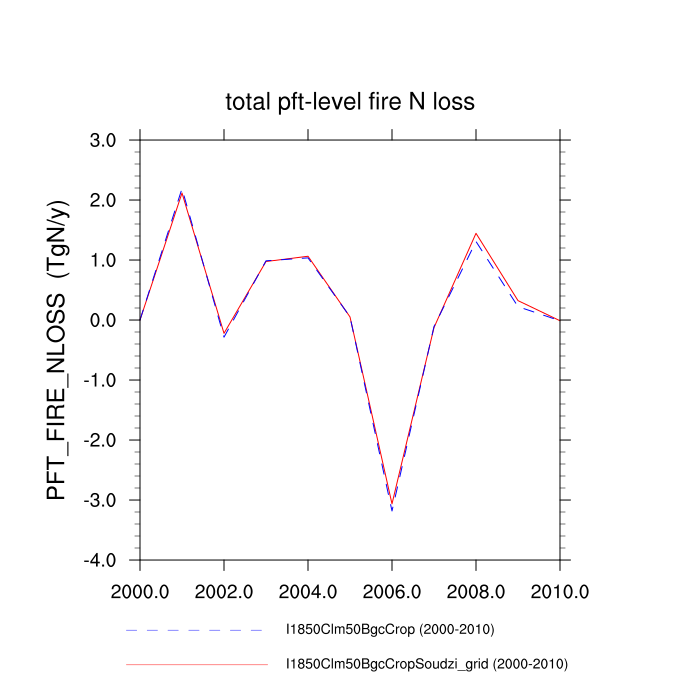 total pft-level fire N loss
PFT_FIRE_NLOSS (TgN/y)
3.0
2.0
1.0
0.0
-1.0
-2.0
-3.0
-4.0
2000.0 2002.0 2004.0 2006.0 2008.0 2010.0
I1850Clm50BgcCrop (2000-2010)
I1850Clm50BgcCropSoudzi_grid (2000-2010)